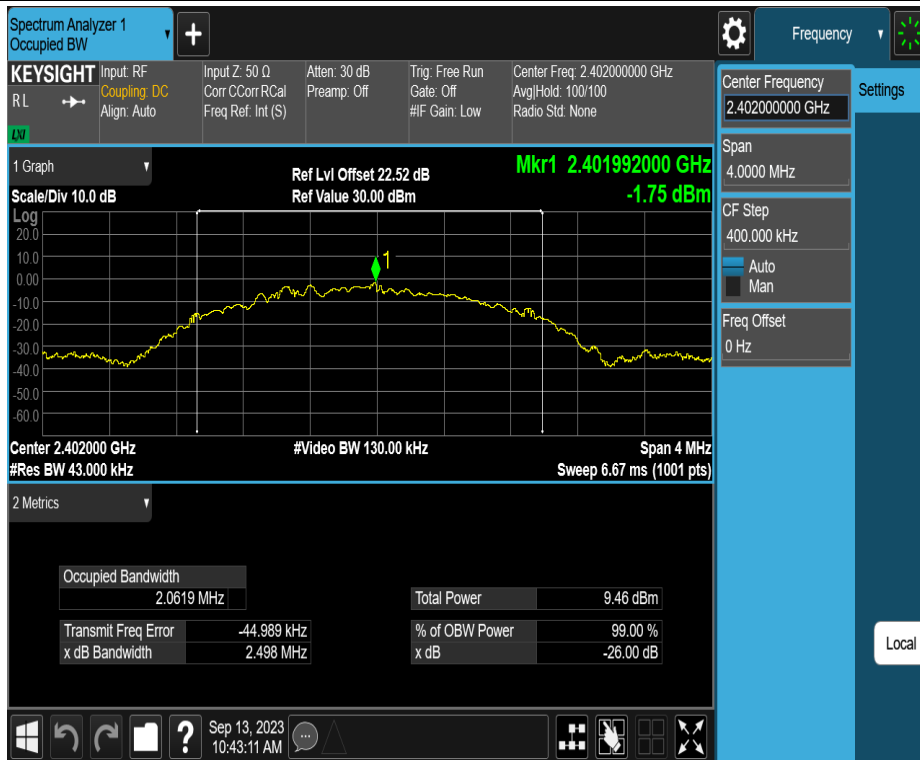 Spectrum Analyzer 1
Occupied BW
+
Frequency
KEYSIGHT
R L
LXI
Input: RF
Coupling: DC
Align: Auto
Input Z: 50 Ω
Corr CCorr RCal
Freq Ref: Int (S)
Atten: 30 dB
Preamp: Off
Trig: Free Run
Gate: Off
#IF Gain: Low
Center Freq: 2.402000000 GHz
Avg|Hold: 100/100
Radio Std: None
Center Frequency
2.402000000 GHz
Settings
Span
4.0000 MHz
CF Step
400.000 kHz
Auto
Man
Freq Offset
0 Hz
Local
1 Graph
Scale/Div 10.0 dB
Ref Lvl Offset 22.52 dB
Ref Value 30.00 dBm
Mkr1 2.401992000 GHz
-1.75 dBm
Log
20.0
10.0
0.00
-10.0
-20.0
-30.0
-40.0
-50.0
-60.0
1
Center 2.402000 GHz
#Res BW 43.000 kHz
#Video BW 130.00 kHz
Span 4 MHz
Sweep 6.67 ms (1001 pts)
2 Metrics
Occupied Bandwidth
2.0619 MHz
Total Power 9.46 dBm
Transmit Freq Error -44.989 kHz
% of OBW Power 99.00 %
x dB Bandwidth 2.498 MHz
x dB -26.00 dB
?
Sep 13, 2023
10:43:11 AM